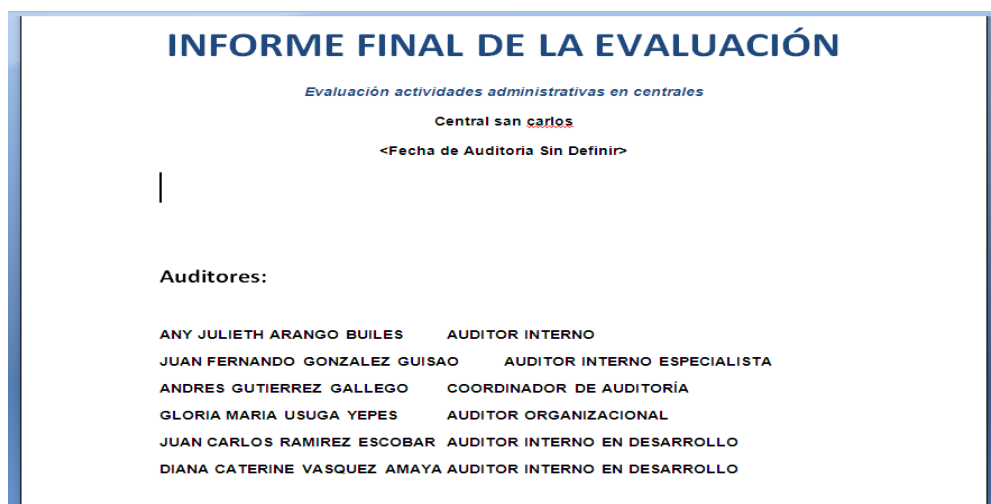 INFORME FINAL DE LA EVALUACIÓN
Evaluación actividades administrativas en centrales
Central san carlos
<Fecha de Auditoria Sin Definir>
Auditores:
ANY JULIETH ARANGO BUILES AUDITOR INTERNO
JUAN FERNANDO GONZALEZ GUISAO AUDITOR INTERNO ESPECIALISTA
ANDRES GUTIERREZ GALLEGO COORDINADOR DE AUDITORÍA
GLORIA MARIA USUGA YEPES AUDITOR ORGANIZACIONAL
JUAN CARLOS RAMIREZ ESCOBAR AUDITOR INTERNO EN DESARROLLO
DIANA CATERINE VASQUEZ AMAYA AUDITOR INTERNO EN DESARROLLO